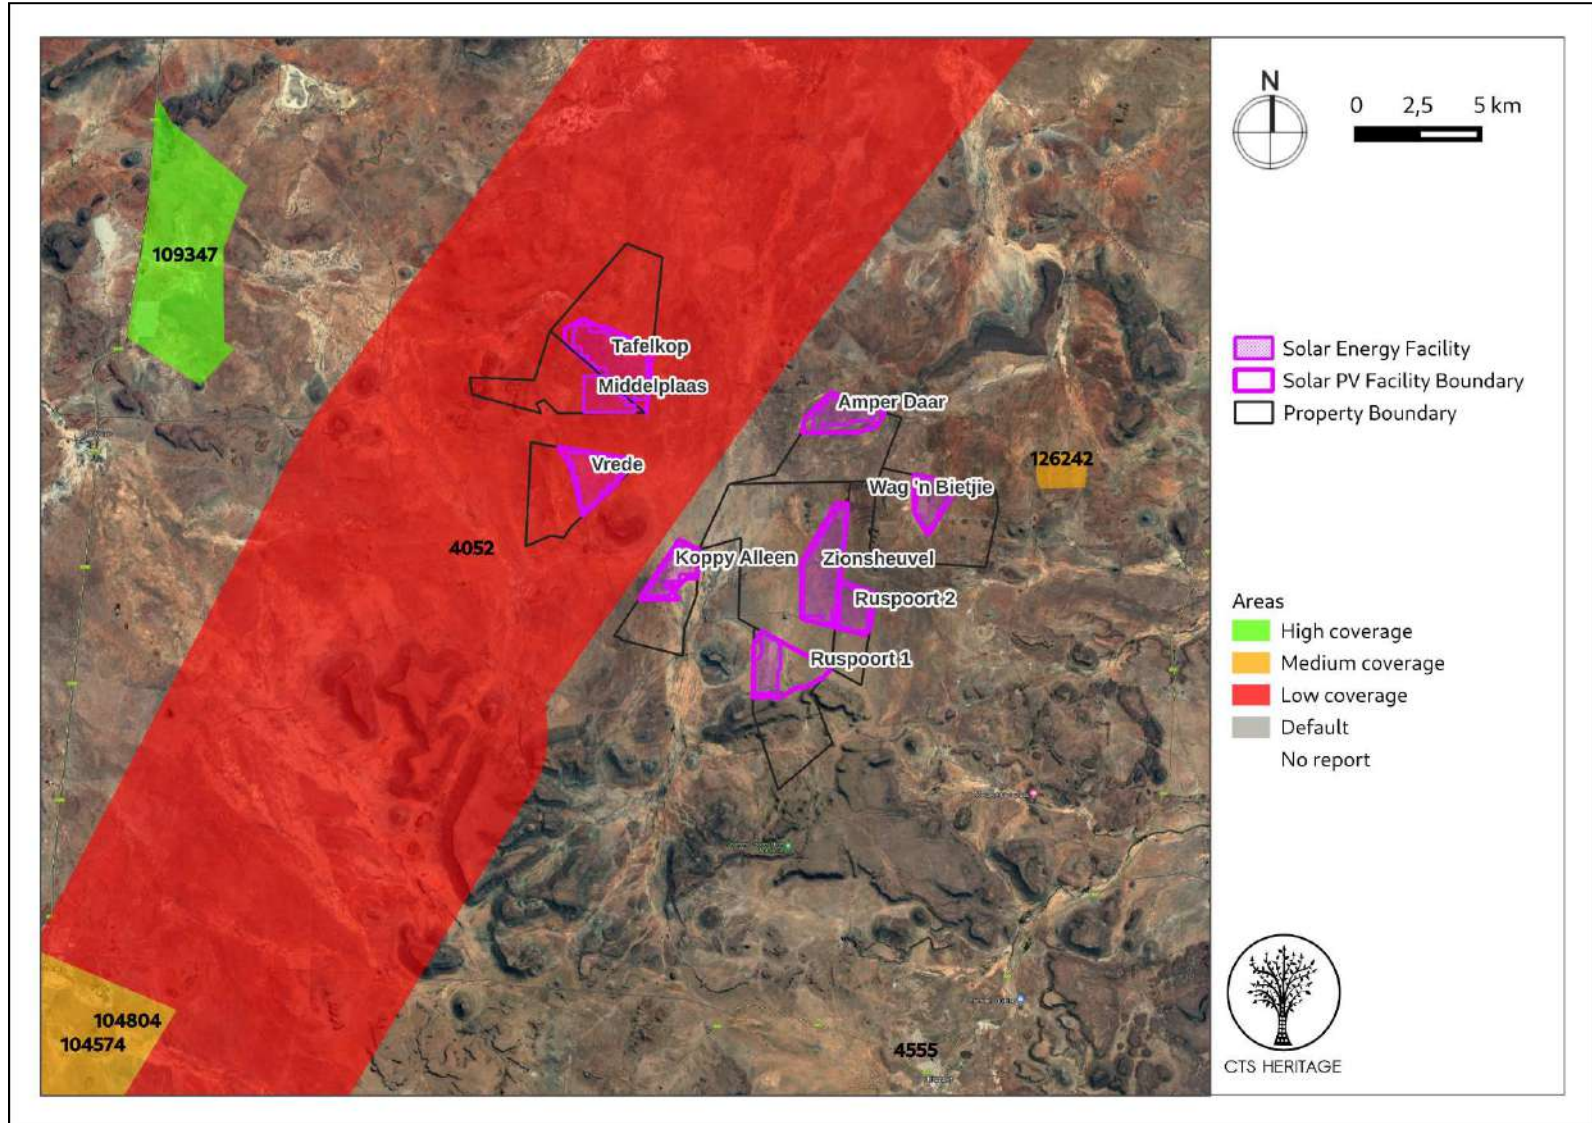 N
0 2,5 5 km
109347
Tafelkop
Middelplaas
Amper Daar
Vrede
126242
Wag 'n Bietjie
4052
Koppy Alleen
Zionsheuvel
Ruspoort 2
Ruspoort 1
104804
104574
4555
Solar Energy Facility
Solar PV Facility Boundary
Property Boundary
Areas
High coverage
Medium coverage
Low coverage
Default
No report
CTS HERITAGE